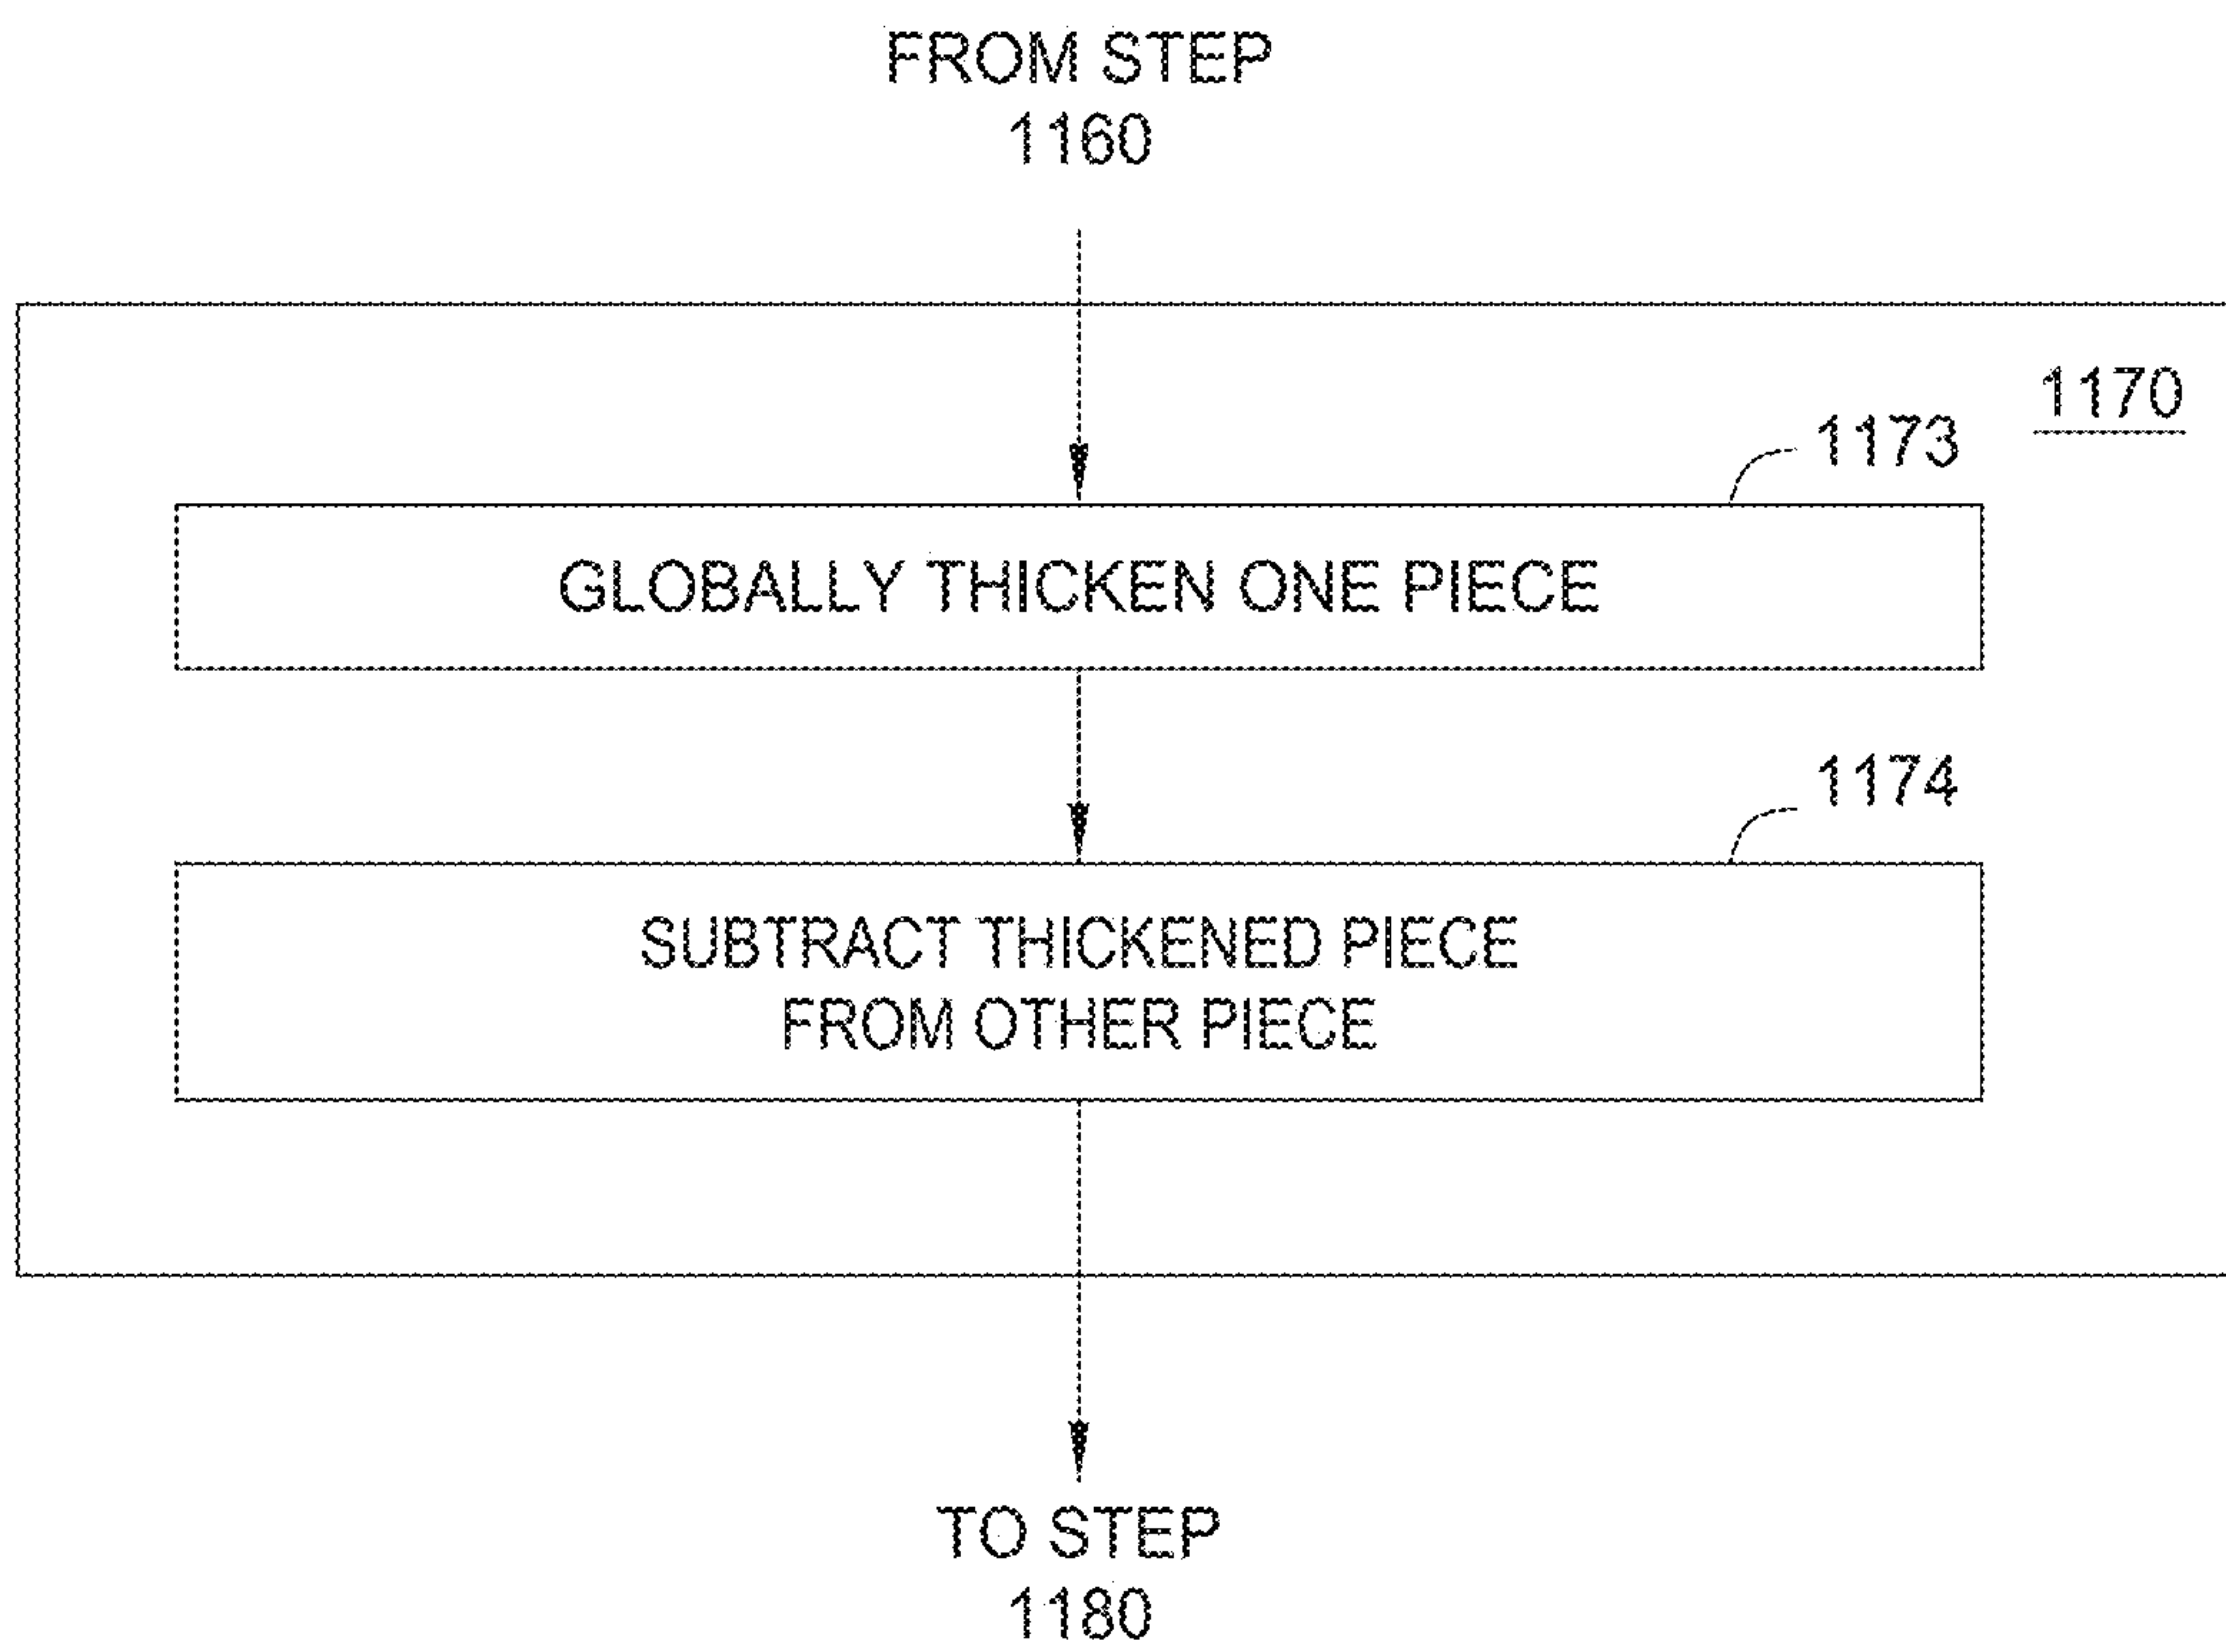 FROM STEP
1160
1170
1173
GLOBALLY THICKEN ONE PIECE
1174
SUBTRACT THICKENED PIECE
FROM OTHER PIECE
TO STEP
1180